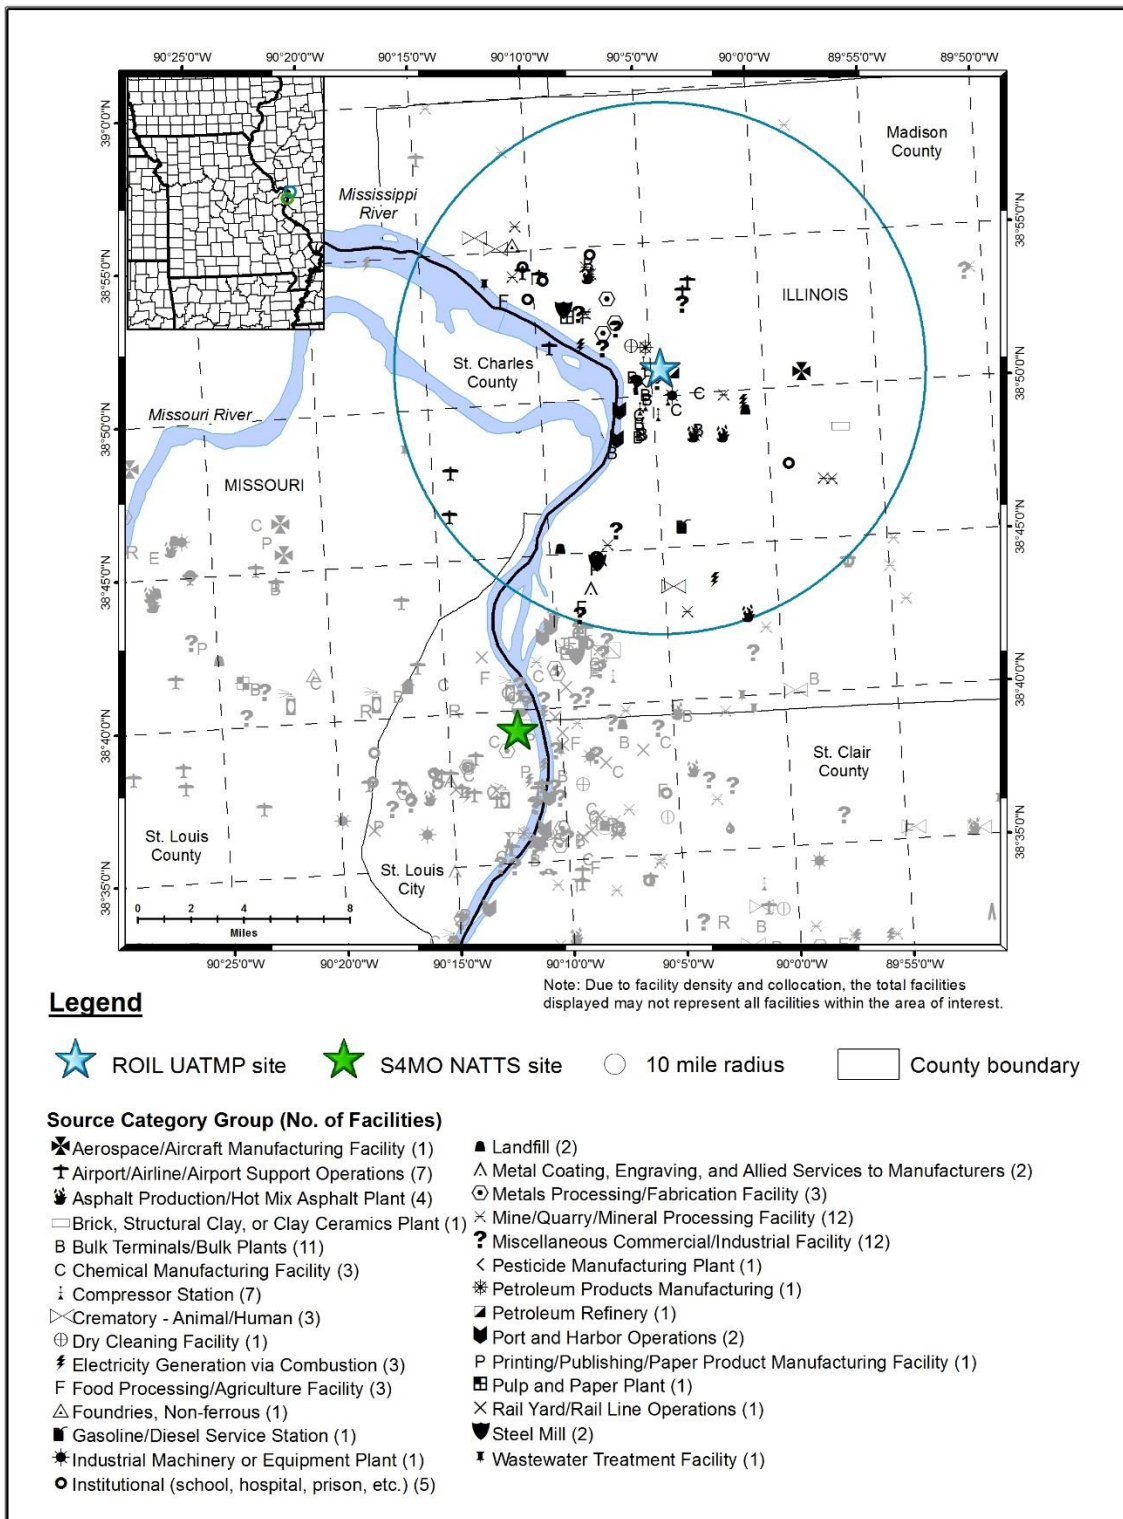 90°25'0"W 90°20'0"W 90°15'0"W 90°10'0"W 90°5'0"W 90°0'0"W 89°55'0"W 89°50'0"W
39°0'0"N
38°55'0"N
38°50'0"N
38°45'0"N
38°40'0"N
38°35'0"N
38°55'0"N
38°50'0"N
38°45'0"N
38°40'0"N
38°35'0"N
Madison
County
Mississippi
River
ILLINOIS
St. Charles
County
Missouri River
MISSOURI
St. Clair
County
St. Louis
County
St. Louis
City
0 2 4 6 8
Miles
90°25'0"W 90°20'0"W 90°15'0"W 90°10'0"W 90°5'0"W 90°0'0"W 89°55'0"W
Note: Due to facility density and collocation, the total facilities
displayed may not represent all facilities within the area of interest.
Legend
ROIL UATMP site
S4MO NATTS site
10 mile radius
County boundary
Source Category Group (No. of Facilities)
Aerospace/Aircraft Manufacturing Facility (1)
Airport/Airline/Airport Support Operations (7)
Asphalt Production/Hot Mix Asphalt Plant (4)
Brick, Structural Clay, or Clay Ceramics Plant (1)
B Bulk Terminals/Bulk Plants (11)
C Chemical Manufacturing Facility (3)
Compressor Station (7)
Crematory - Animal/Human (3)
Dry Cleaning Facility (1)
Electricity Generation via Combustion (3)
F Food Processing/Agriculture Facility (3)
Foundries, Non-ferrous (1)
Gasoline/Diesel Service Station (1)
Industrial Machinery or Equipment Plant (1)
Institutional (school, hospital, prison, etc.) (5)
Landfill (2)
Metal Coating, Engraving, and Allied Services to Manufacturers (2)
Metals Processing/Fabrication Facility (3)
Mine/Quarry/Mineral Processing Facility (12)
? Miscellaneous Commercial/Industrial Facility (12)
Pesticide Manufacturing Plant (1)
Petroleum Products Manufacturing (1)
Petroleum Refinery (1)
Port and Harbor Operations (2)
P Printing/Publishing/Paper Product Manufacturing Facility (1)
Pulp and Paper Plant (1)
Rail Yard/Rail Line Operations (1)
Steel Mill (2)
Wastewater Treatment Facility (1)